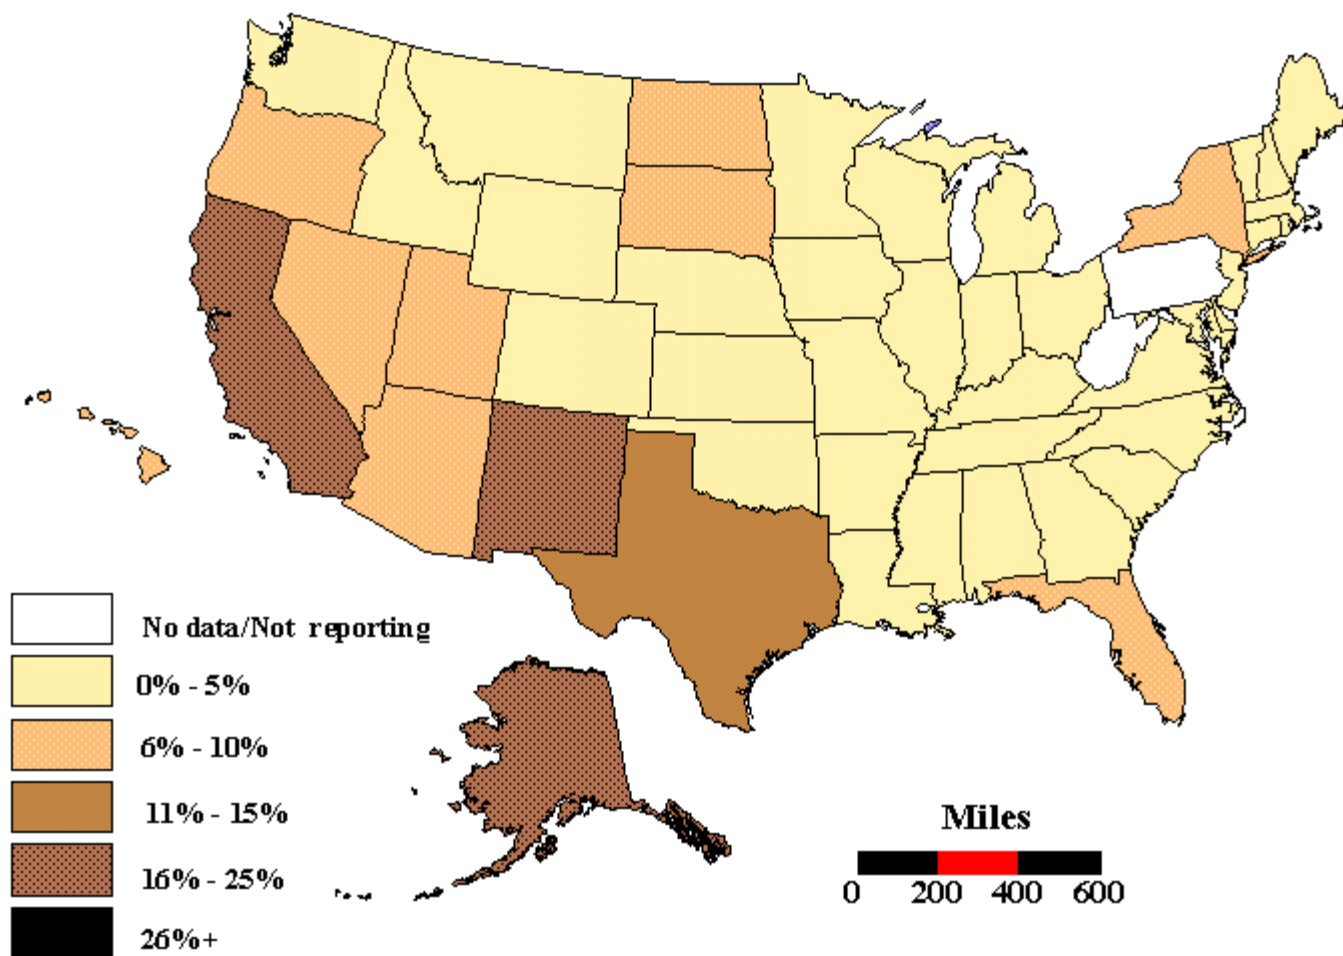 No data/Not reporting
0% - 5%
6% - 10%
11% - 15%
16% - 25%
26%+
Miles
0 200 400 600